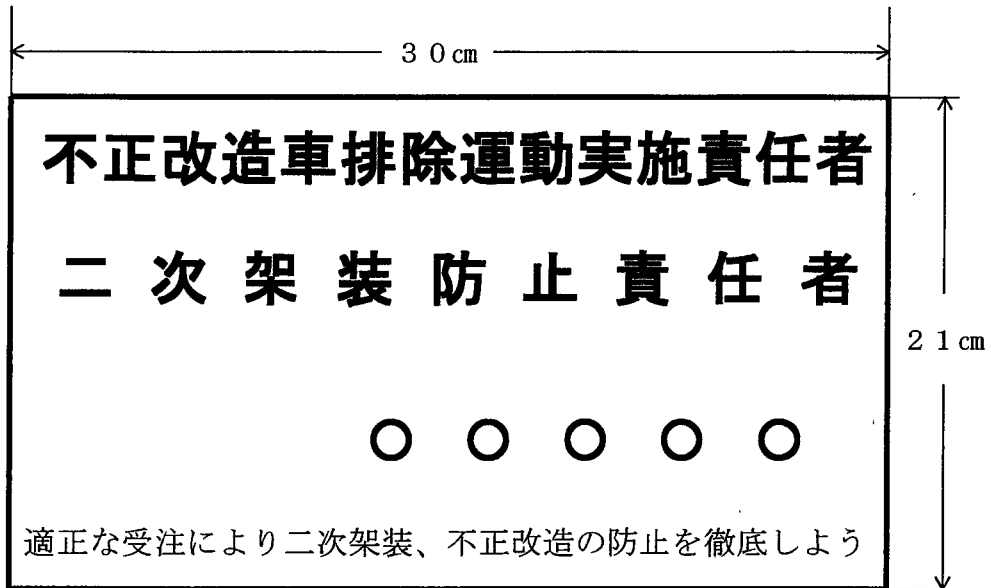 ３０㎝
不正改造車排除運動実施責任者
二次架装防止責任者
２１㎝
○○○○○
適正な受注により二次架装、不正改造の防止を徹底しよう